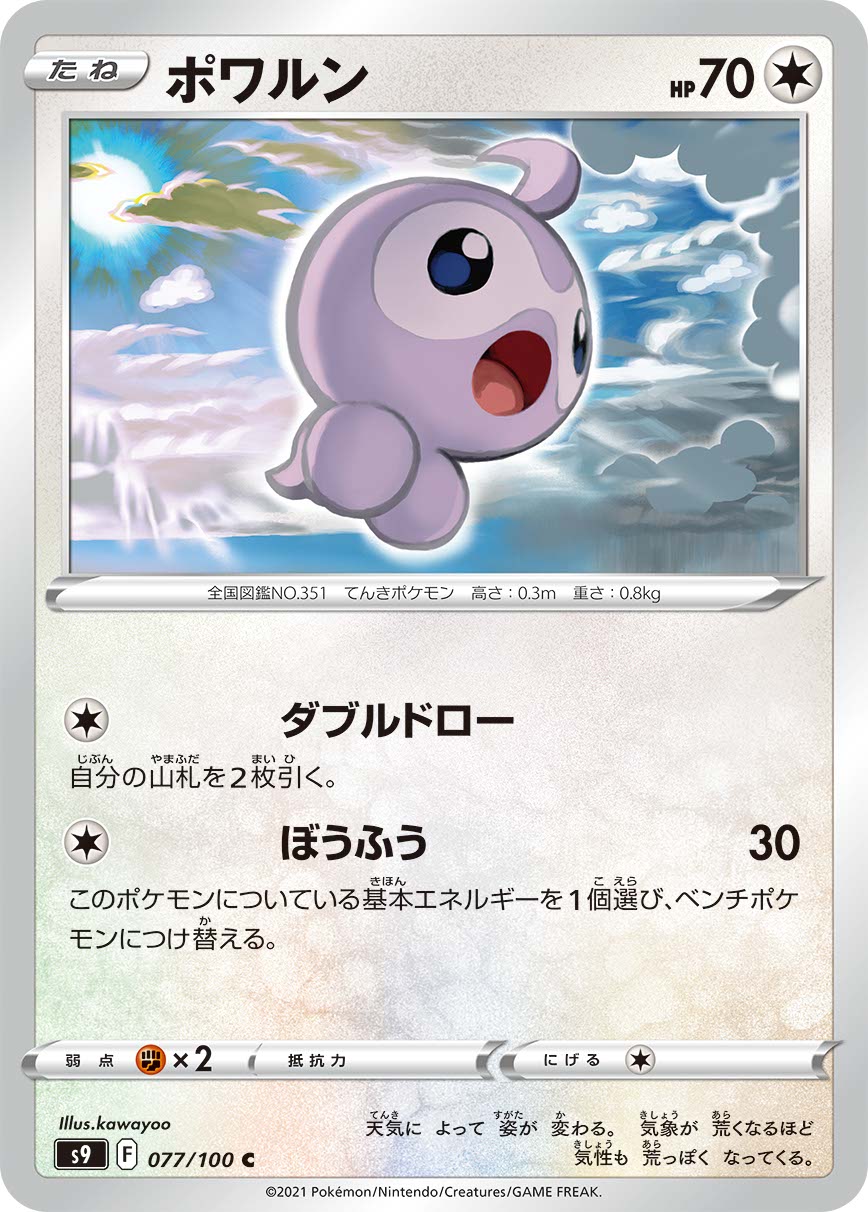 たね ポワルン HP70
全国図鑑NO.351 てんきポケモン 高さ：0.3m 重さ：0.8kg
ダブルドロー
自分の山札を2枚引く。
ぼうふう 30
このポケモンについている基本エネルギーを1個選び、ベンチポケ
モンにつけ替える。
弱点 ×2 抵抗力 にげる
Illus.kawayoo
天気に よって 姿が 変わる。 気象が 荒くなるほど
気性も 荒っぽく なってくる。
s9 F 077/100 C
©2021 Pokémon/Nintendo/Creatures/GAME FREAK.